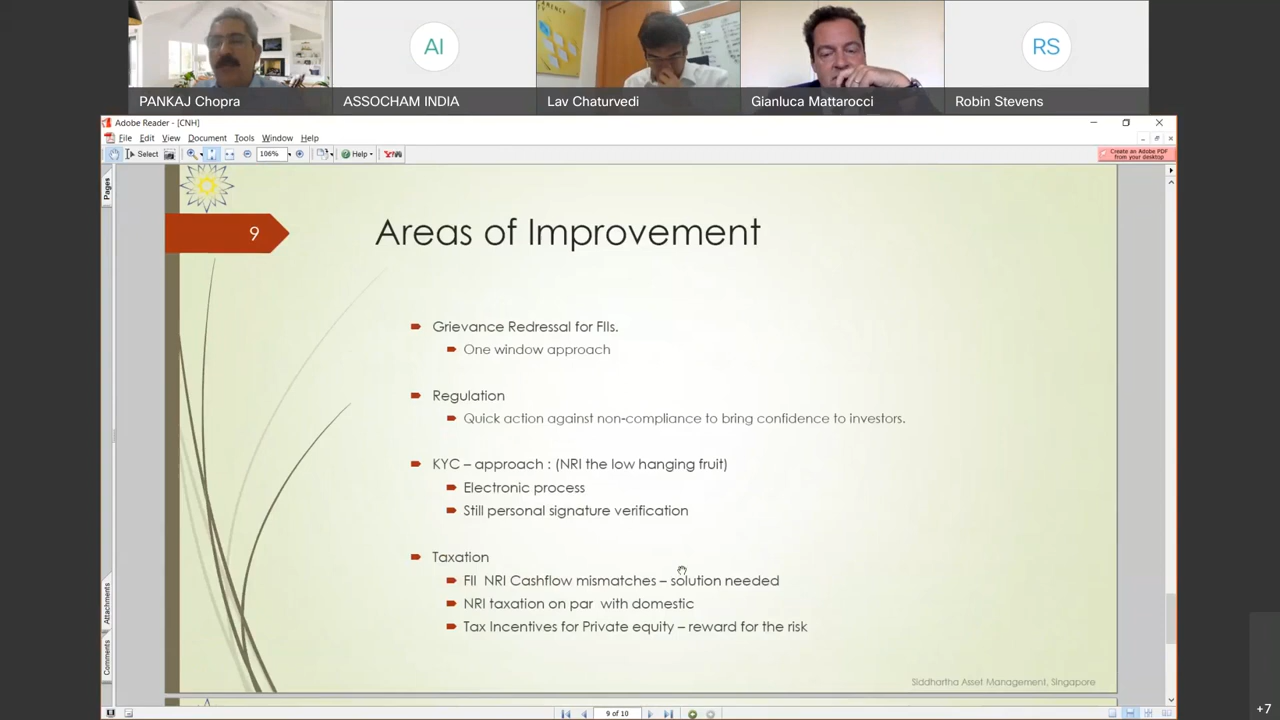 AGENCY
AI
RS
PANKAJ Chopra
ASSOCHAM INDIA
Lav Chaturvedi
Gianluca Mattarocci
Robin Stevens
Adobe Reader - [CNH]
File Edit View Document Tools Window Help
Select 106% Help Y!
Create an Adobe PDF
from your desktop
Pages
Attachments
Comments
9
Areas of Improvement
Grievance Redressal for FIIs.
One window approach
Regulation
Quick action against non-compliance to bring confidence to investors.
KYC – approach : (NRI the low hanging fruit)
Electronic process
Still personal signature verification
Taxation
FII NRI Cashflow mismatches – solution needed
NRI taxation on par with domestic
Tax Incentives for Private equity – reward for the risk
Siddhartha Asset Management, Singapore
9 of 10
+7